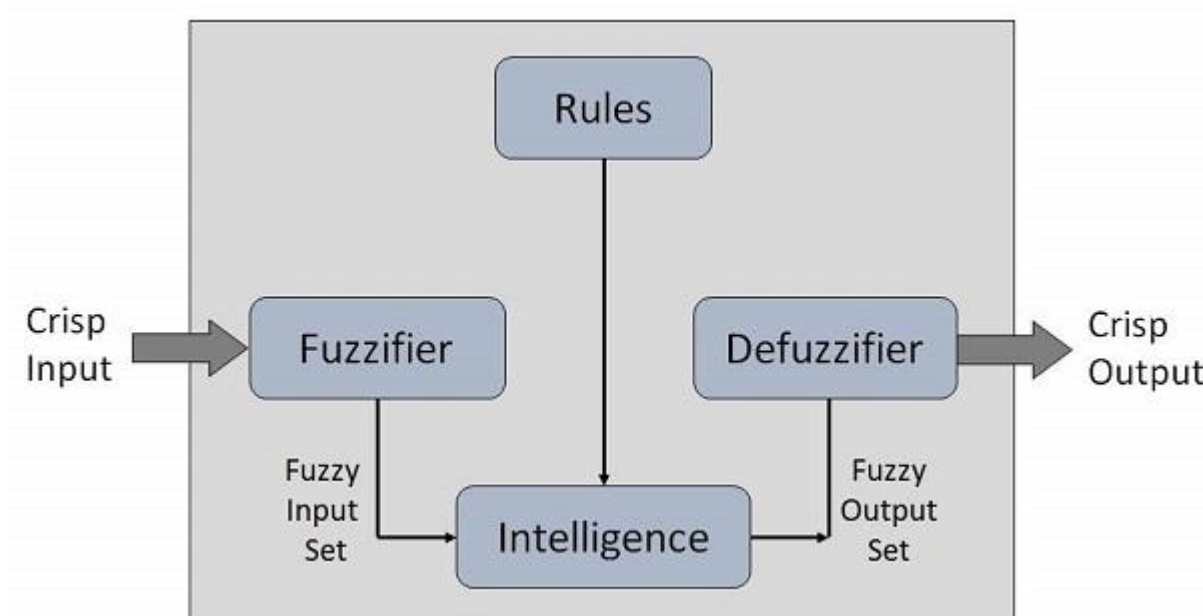 Rules
Crisp
Input
Fuzzifier
Defuzzifier
Crisp
Output
Fuzzy
Input
Set
Intelligence
Fuzzy
Output
Set